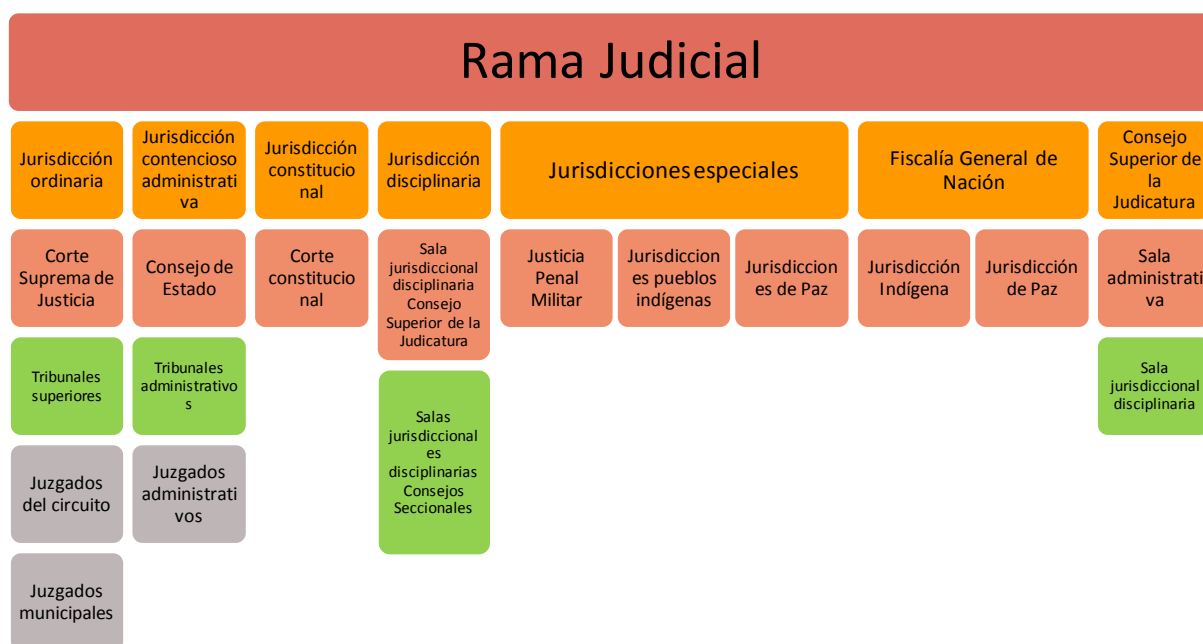 Rama Judicial
Jurisdicción
ordinaria
Jurisdicción
contencioso
administrati
va
Jurisdicción
constitucio
nal
Jurisdicción
disciplinaria
Jurisdicciones especiales
Fiscalía General de
Nación
Consejo
Superior de
la
Judicatura
Corte
Suprema de
Justicia
Consejo de
Estado
Corte
constitucio
nal
Sala
jurisdiccional
disciplinaria
Consejo
Superior de la
Judicatura
Justicia
Penal
Militar
Jurisdiccion
es pueblos
indígenas
Jurisdiccion
es de Paz
Jurisdicción
Indígena
Jurisdicción
de Paz
Sala
administrati
va
Tribunales
superiores
Tribunales
administrativo
s
Salas
jurisdiccional
es
disciplinarias
Consejos
Seccionales
Sala
jurisdiccional
disciplinaria
Juzgados
del circuito
Juzgados
administrati
vos
Juzgados
municipales